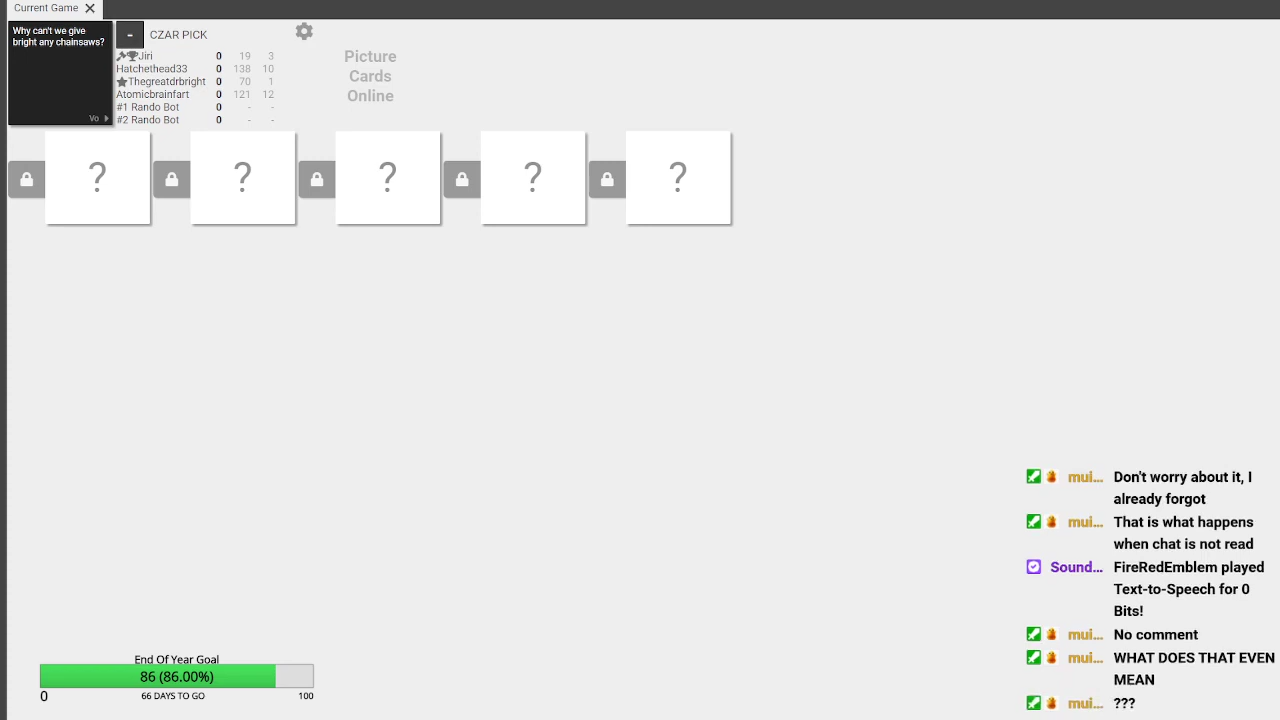 Current Game
Why can't we give
bright any chainsaws?
Vo
-
CZAR PICK
Jiri 0 19 3
Hatchethead33 0 138 10
Thegreatdrbright 0 70 1
Atomicbrainfart 0 121 12
#1 Rando Bot 0 - -
#2 Rando Bot 0 - -
Picture
Cards
Online
? ? ? ? ?
mui... Don't worry about it, I
already forgot
mui... That is what happens
when chat is not read
Sound... FireRedEmblem played
Text-to-Speech for 0
Bits!
mui... No comment
mui... WHAT DOES THAT EVEN
MEAN
mui... ???
End Of Year Goal
86 (86.00%)
0 66 DAYS TO GO 100